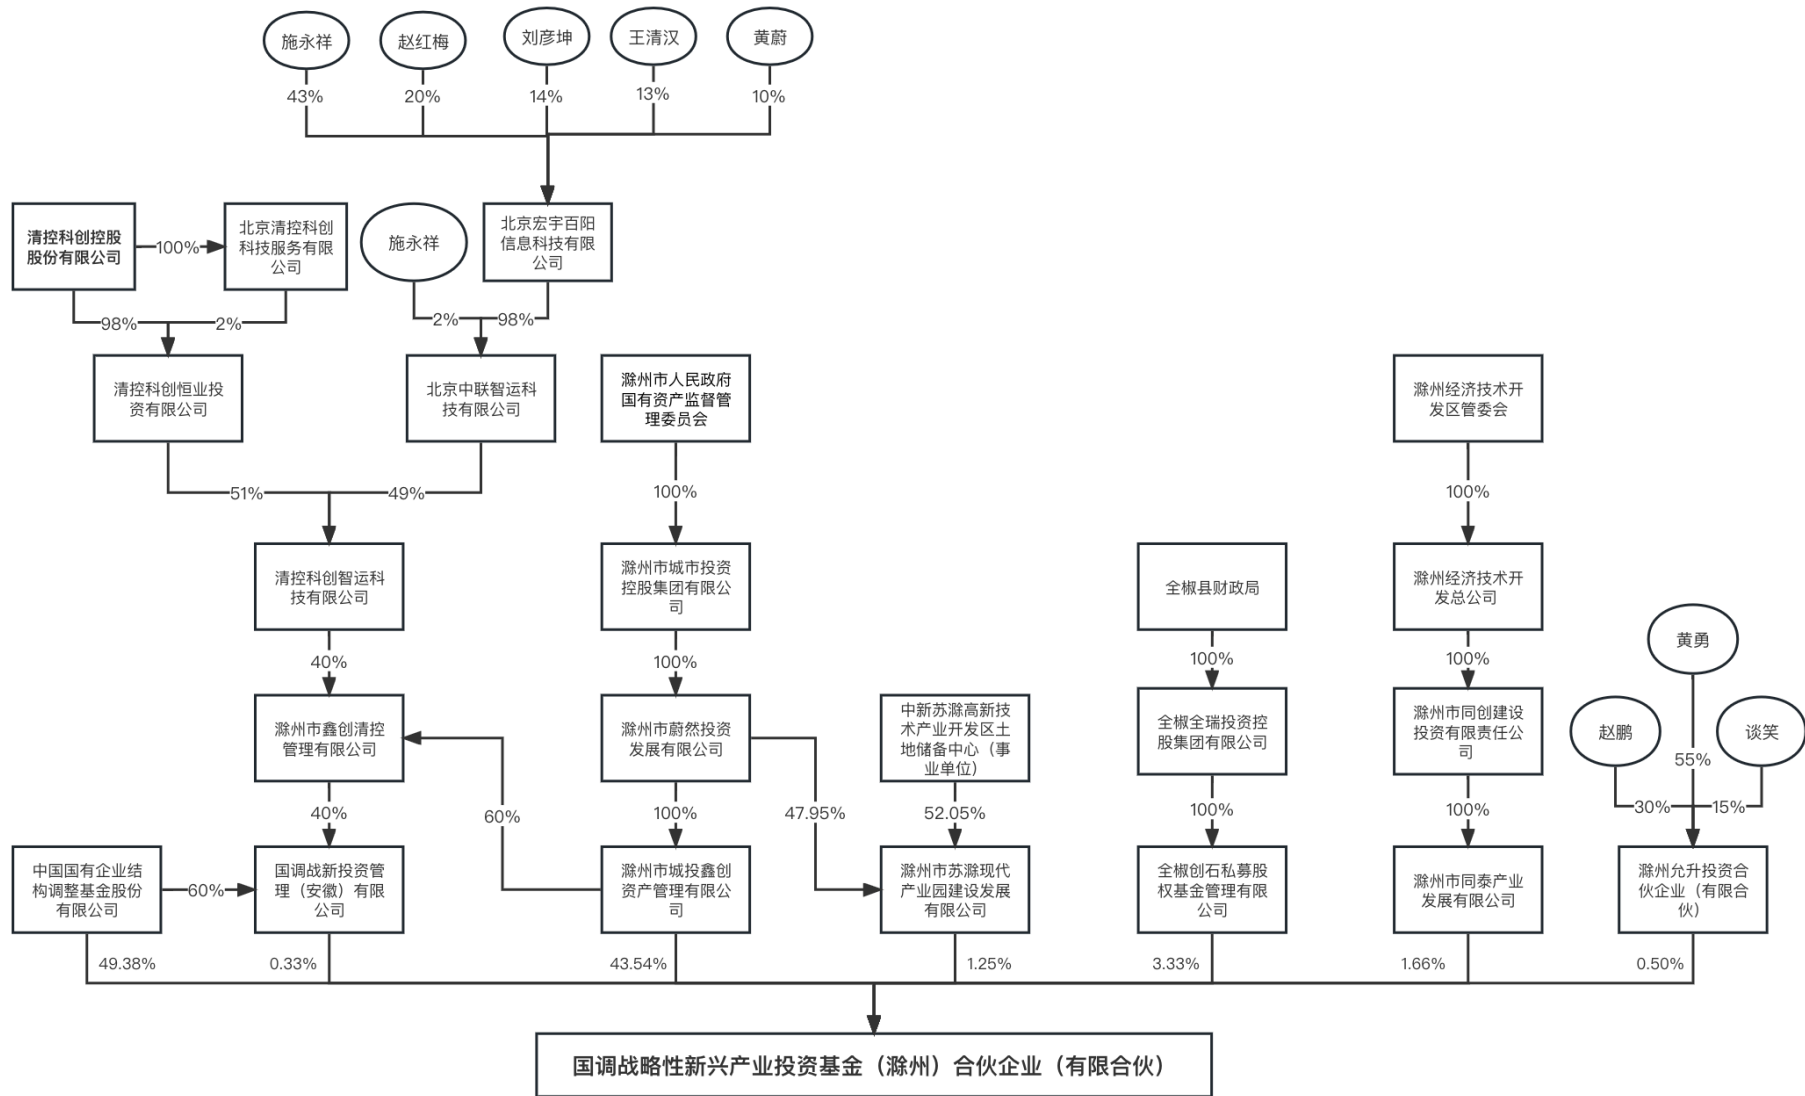 施永祥
赵红梅
刘彦坤
王清汉
黄蔚
43%
20%
14%
13%
10%
清控科创控股
股份有限公司
100%
北京清控科创
科技服务有限
公司
施永祥
北京宏宇百阳
信息科技有限
公司
98%
2%
2%
98%
清控科创恒业投
资有限公司
北京中联智运科
技有限公司
滁州市人民政府
国有资产监督管
理委员会
滁州经济技术开
发区管委会
51%
49%
100%
100%
清控科创智运科
技有限公司
滁州市城市投资
控股集团有限公
司
全椒县财政局
滁州经济技术开
发总公司
黄勇
40%
100%
100%
100%
滁州市鑫创清控
管理有限公司
滁州市蔚然投资
发展有限公司
中新苏滁高新技
术产业开发区土
地储备中心（事
业单位）
全椒全瑞投资控
股集团有限公司
滁州市同创建设
投资有限责任公
司
赵鹏
谈笑
55%
40%
60%
100%
47.95%
52.05%
100%
100%
30%
15%
中国国有企业结
构调整基金股份
有限公司
60%
国调战新投资管
理（安徽）有限
公司
滁州市城投鑫创
资产管理有限公
司
滁州市苏滁现代
产业园建设发展
有限公司
全椒创石私募股
权基金管理有限
公司
滁州市同泰产业
发展有限公司
滁州允升投资合
伙企业（有限合
伙）
49.38%
0.33%
43.54%
1.25%
3.33%
1.66%
0.50%
国调战略性新兴产业投资基金（滁州）合伙企业（有限合伙）